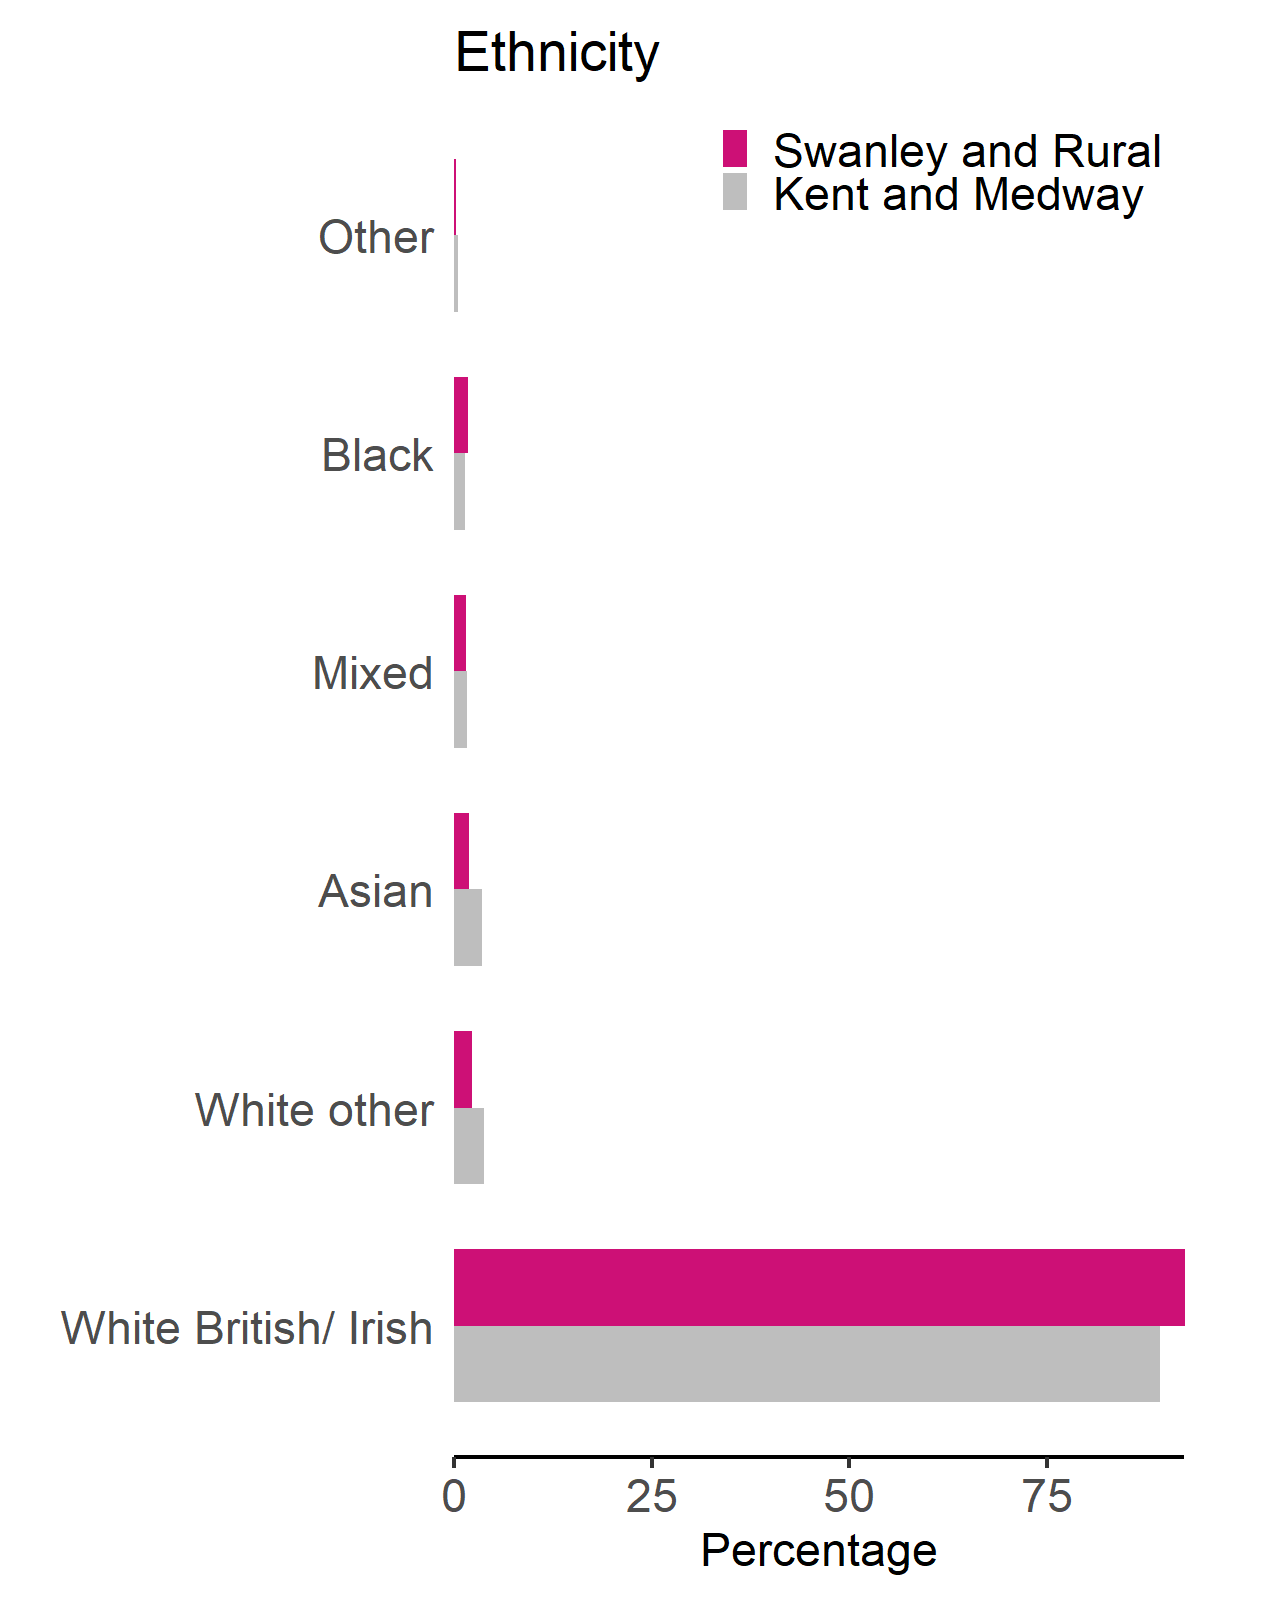 Ethnicity
Swanley and Rural
Kent and Medway
Other
Black
Mixed
Asian
White other
White British/ Irish
0 25 50 75
Percentage